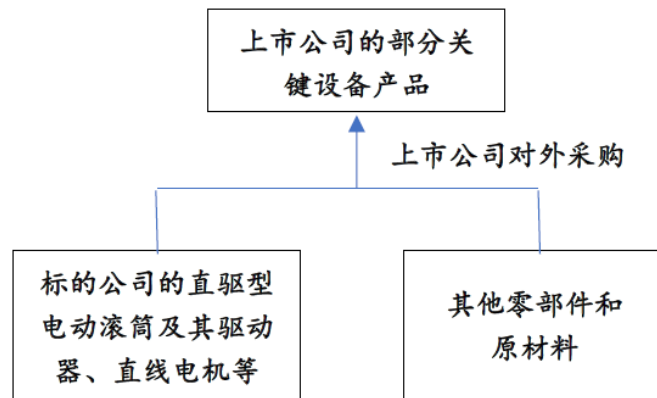 上市公司的部分关
键设备产品
上市公司对外采购
标的公司的直驱型
电动滚筒及其驱动
器、直线电机等
其他零部件和
原材料